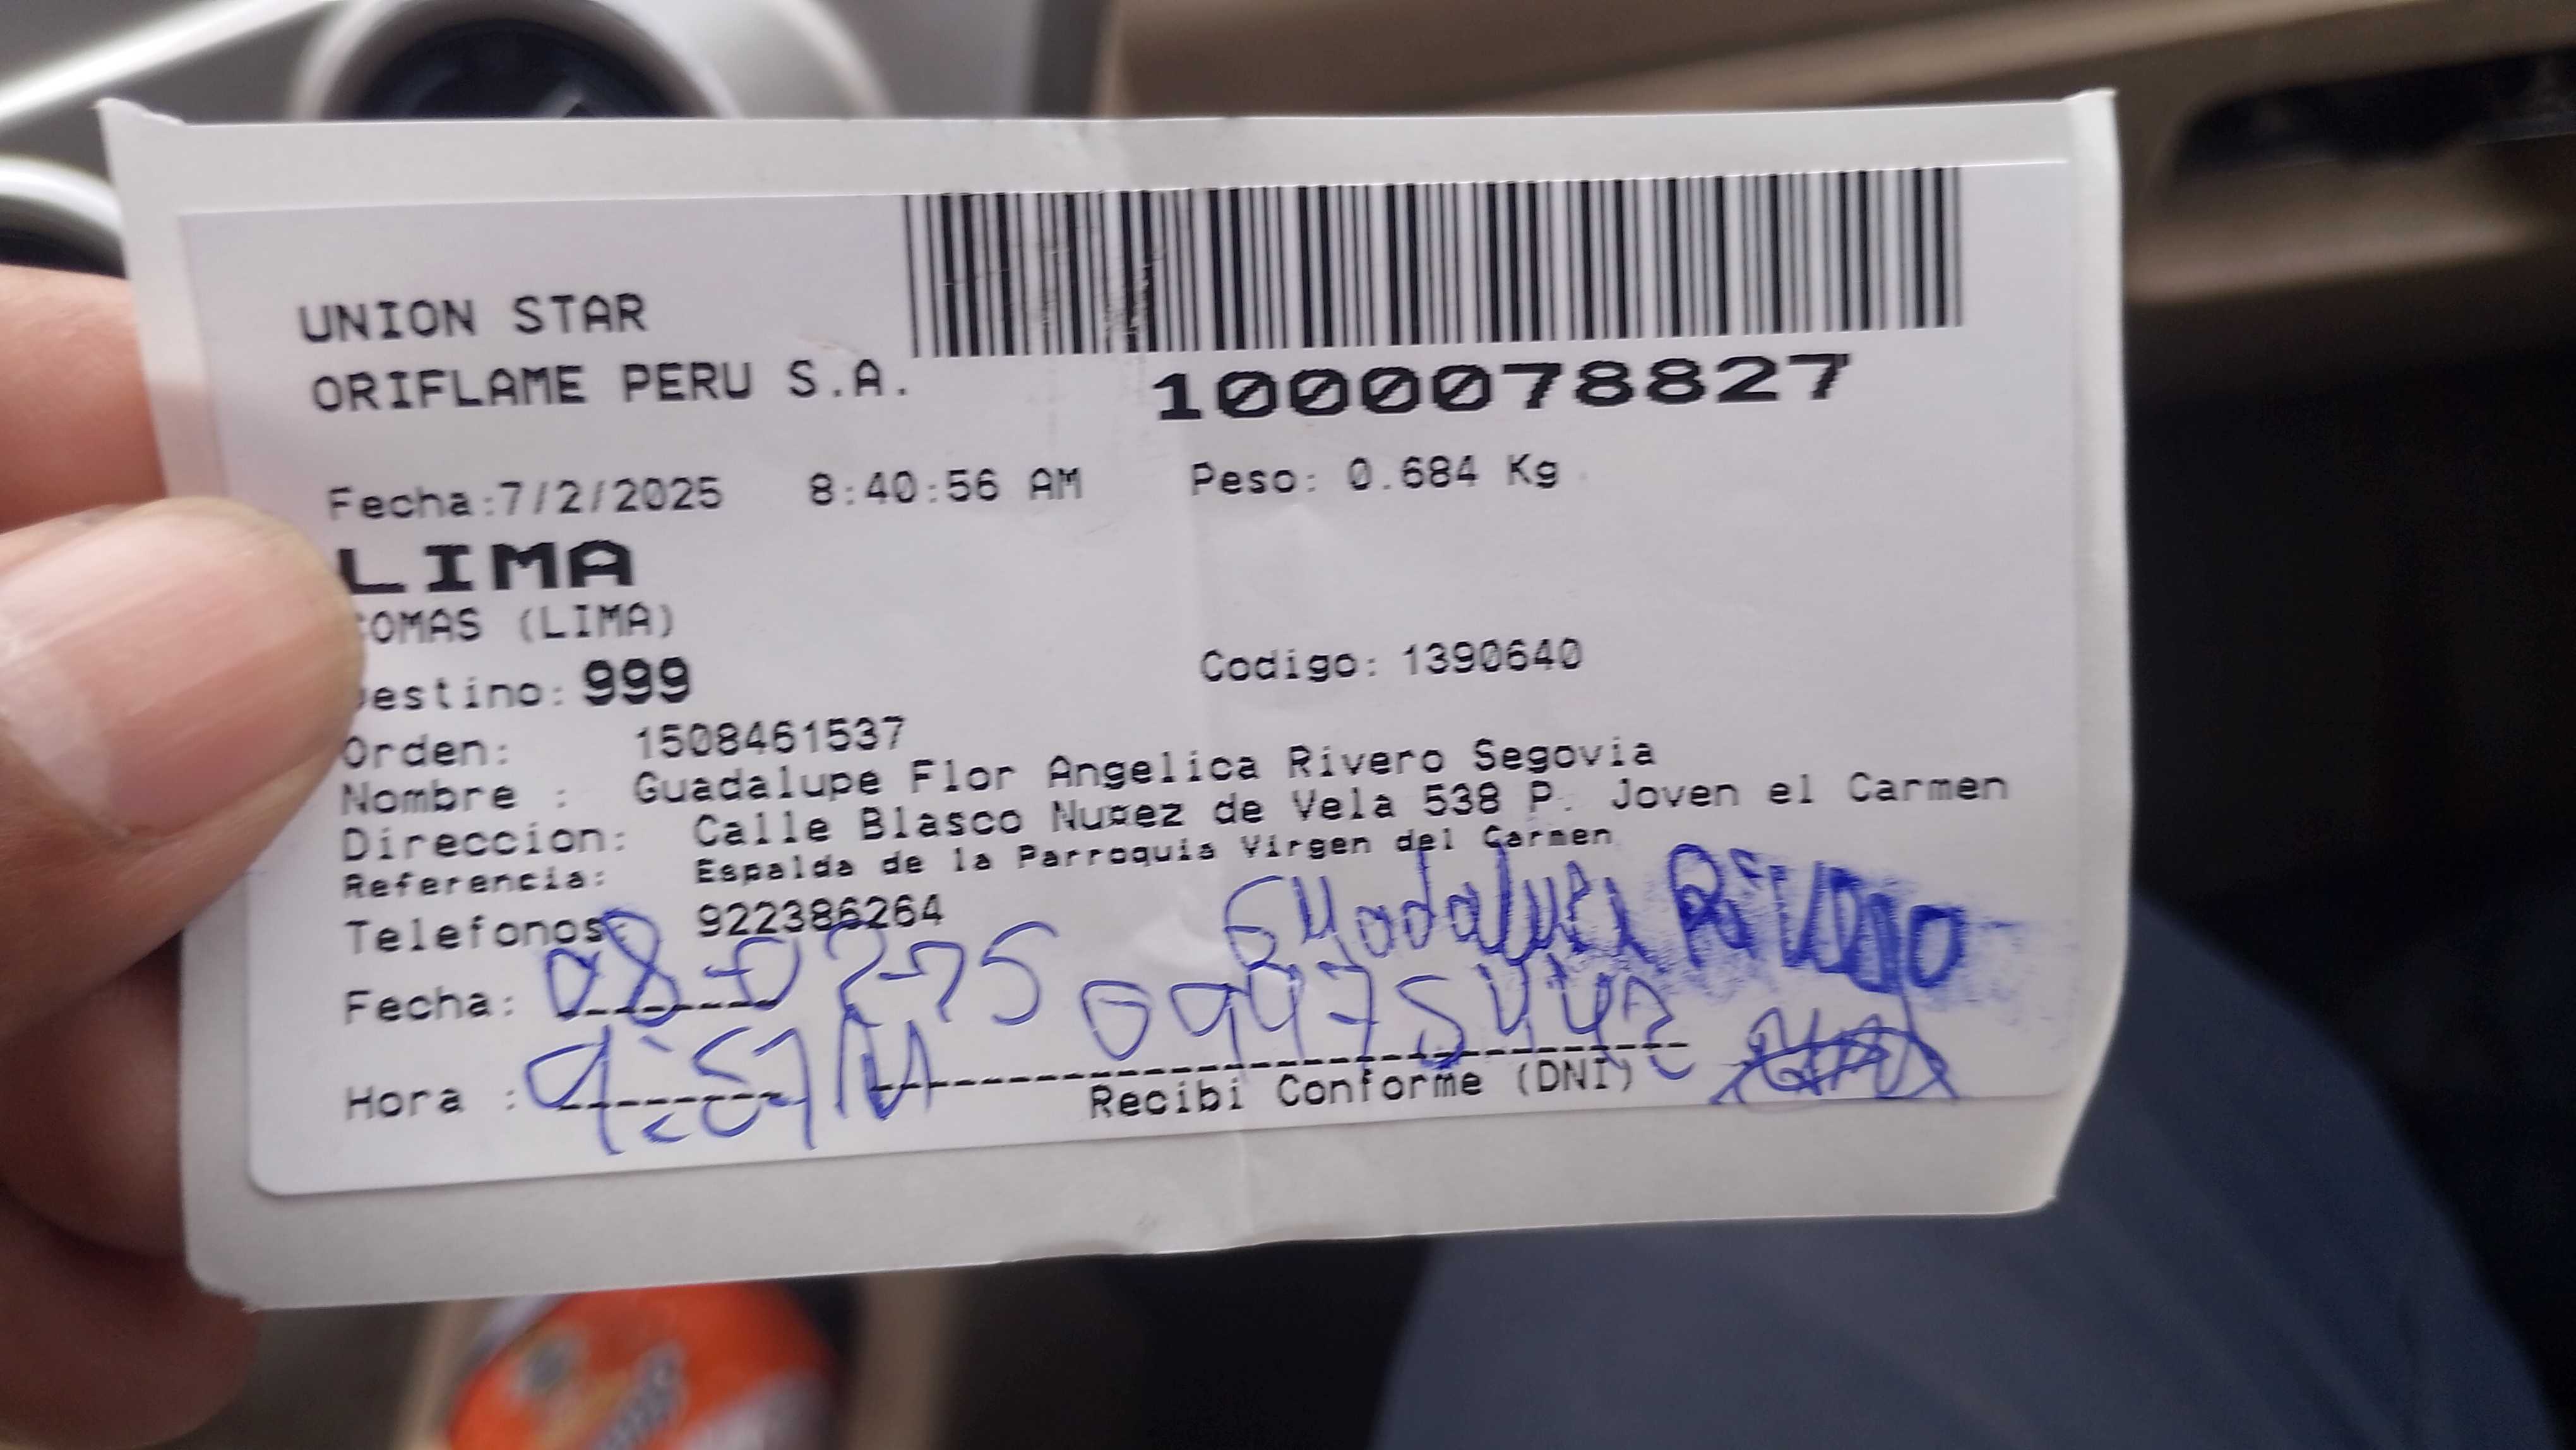 UNION STAR
ORIFLAME PERU S.A.
1000078827
Fecha:7/2/2025 8:40:56 AM Peso: 0.684 Kg
LIMA
COMAS (LIMA)
Destino: 999 Codigo: 1390640
Orden: 1508461537
Nombre : Guadalupe Flor Angelica Rivero Segovia
Direccion: Calle Blasco Nuñez de Vela 538 P. Joven el Carmen
Referencia: Espalda de la Parroquia Virgen del Carmen
Telefonos: 922386264
Guadalupe Rivero
Fecha: 08-02-25
Hora :
Recibi Conforme (DNI)